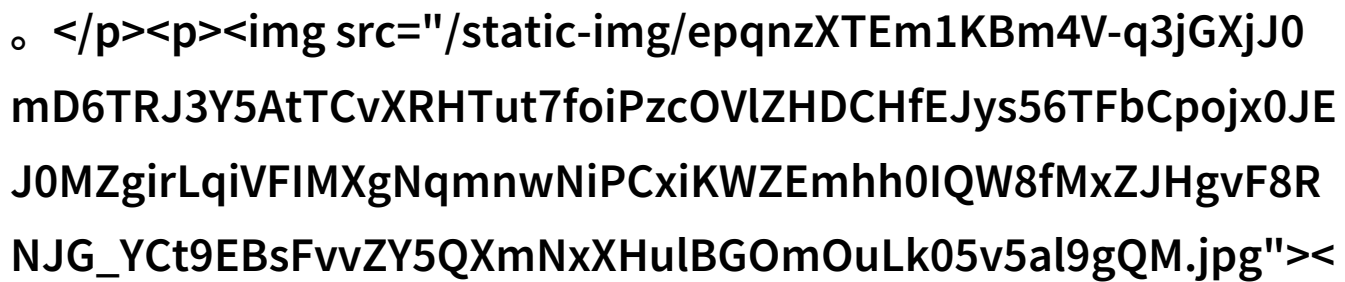 。</p><p><img src="/static-img/epqnzXTEm1KBm4V-q3jGXjJ0
mD6TRJ3Y5AtTCvXRHTut7foiPzcOVlZHDCHfEJys56TFbCpojx0JE
J0MZgirLqiVFIMXgNqmnwNiPCxiKWZEmhh0IQW8fMxZJHgvF8R
NJG_YCt9EBsFvvZY5QXmNxXHulBGOmOuLk05v5al9gQM.jpg"><